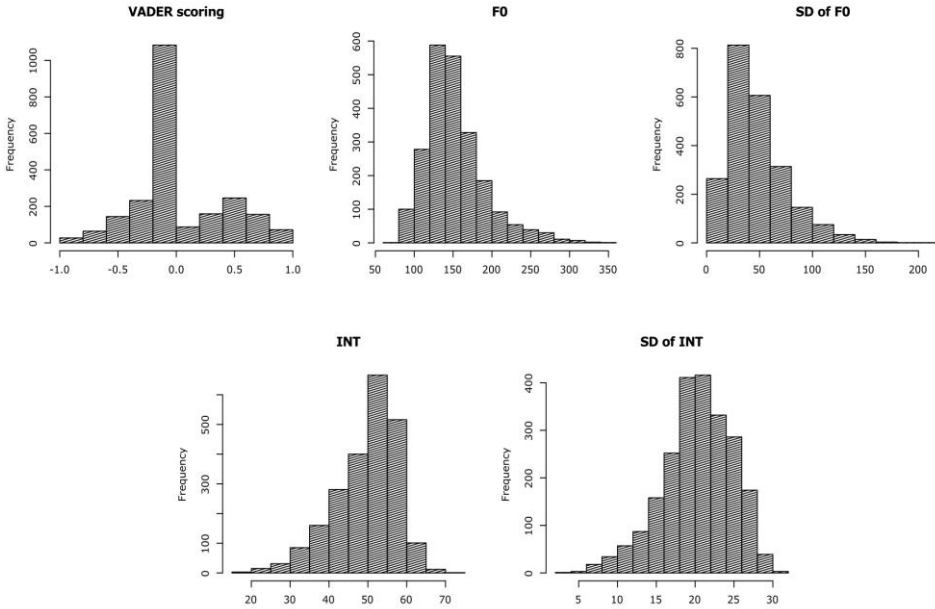 VADER scoring
Frequency
0 200 400 600 800 1000
-1.0 -0.5 0.0 0.5 1.0
F0
Frequency
0 100 200 300 400 500 600
50 100 150 200 250 300 350
SD of F0
Frequency
0 200 400 600 800
0 50 100 150 200
INT
Frequency
0 100 300 500
20 30 40 50 60 70
SD of INT
Frequency
0 100 200 300 400
5 10 15 20 25 30